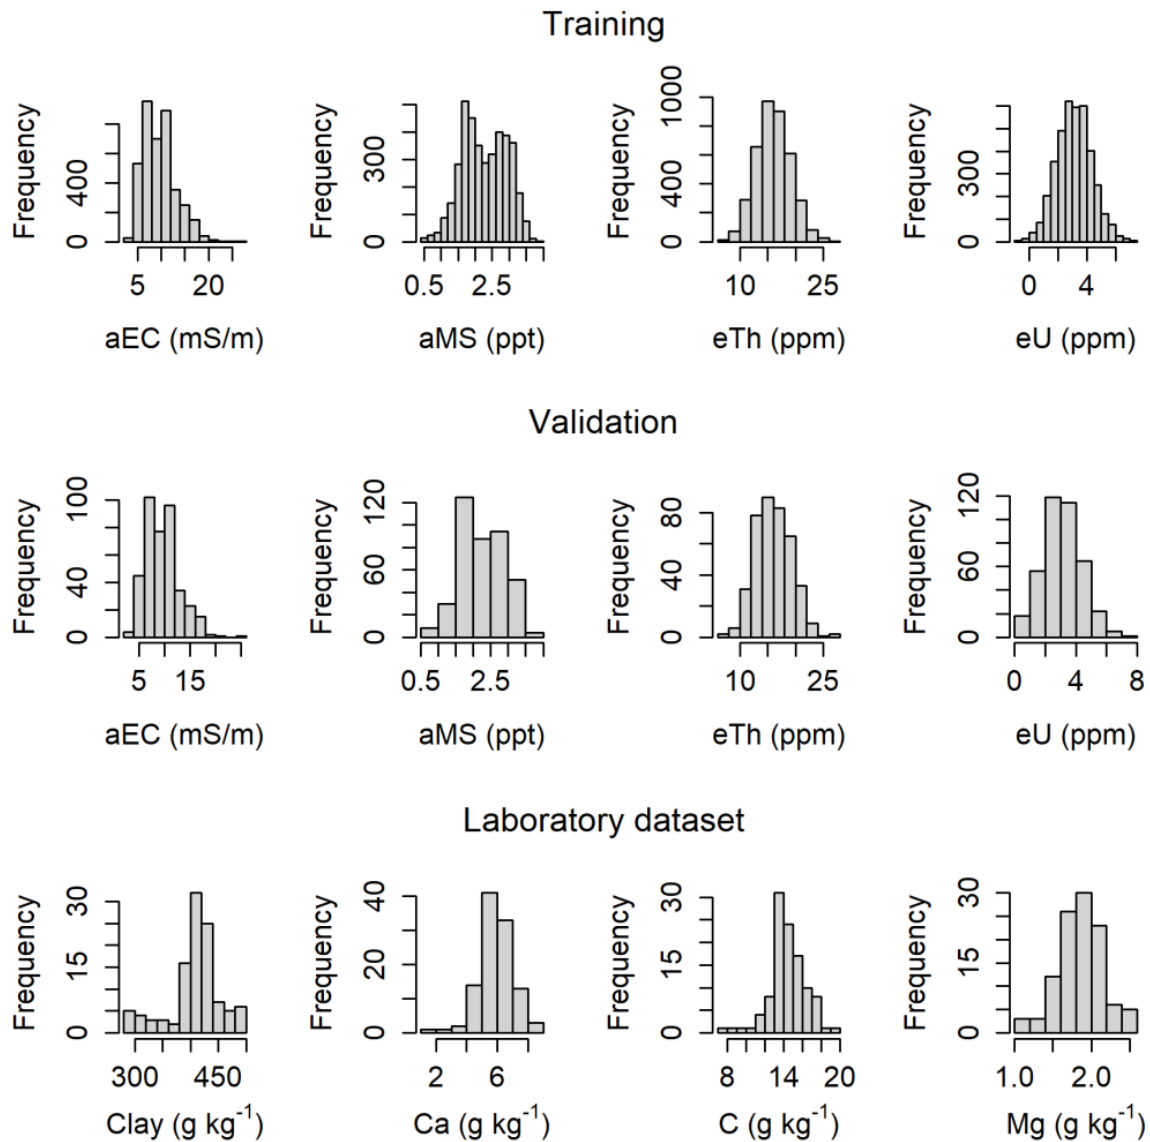 Training
Frequency 0 400
5 20
aEC (mS/m)
Frequency 0 300
0.5 2.5
aMS (ppt)
Frequency 0 400 1000
10 25
eTh (ppm)
Frequency 0 300
0 4
eU (ppm)
Validation
Frequency 0 40 100
5 15
aEC (mS/m)
Frequency 0 60 120
0.5 2.5
aMS (ppt)
Frequency 0 40 80
10 25
eTh (ppm)
Frequency 0 60 120
0 4 8
eU (ppm)
Laboratory dataset
Frequency 0 15 30
300 450
Clay (g kg⁻¹)
Frequency 0 20 40
2 6
Ca (g kg⁻¹)
Frequency 0 15 30
8 14 20
C (g kg⁻¹)
Frequency 0 15 30
1.0 2.0
Mg (g kg⁻¹)